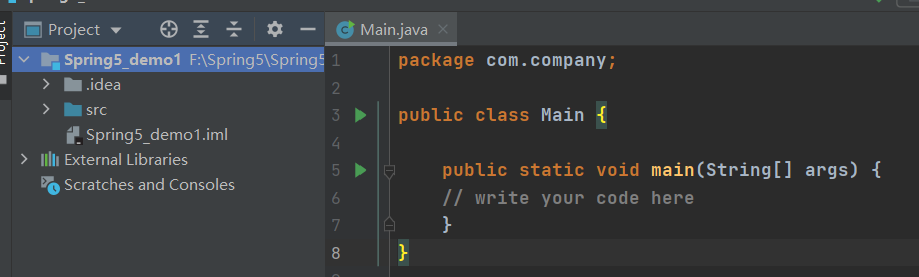 Project
Project
Main.java
Spring5_demo1 F:\Spring5\Spring5
.idea
src
Spring5_demo1.iml
External Libraries
Scratches and Consoles
1 package com.company;
2
3 public class Main {
4
5 public static void main(String[] args) {
6 // write your code here
7 }
8 }